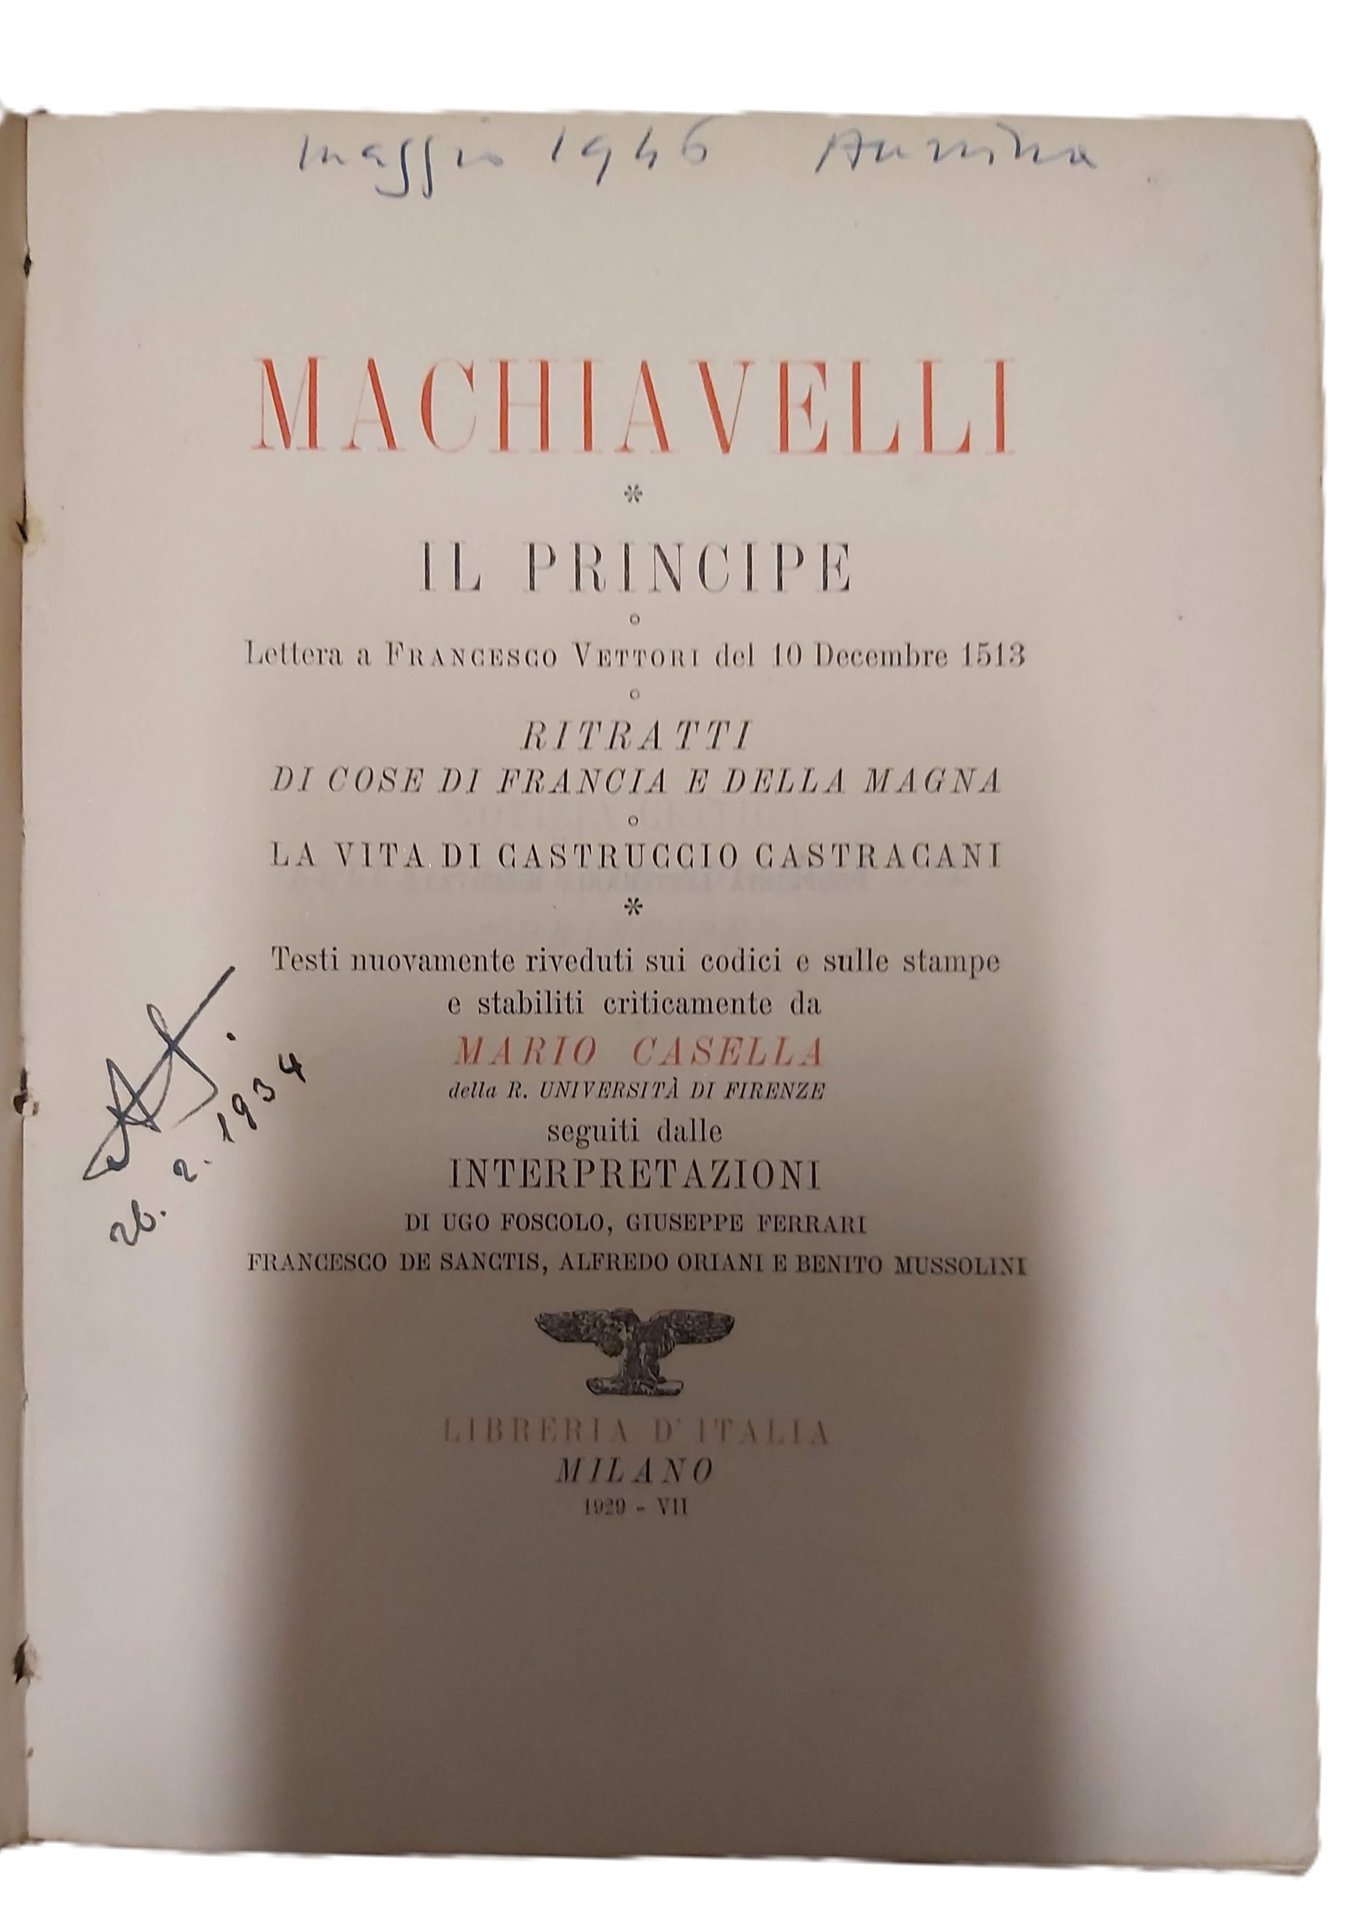 maggio 1946 Annina
MACHIAVELLI
*
IL PRINCIPE
Lettera a FRANCESCO VETTORI del 10 Decembre 1513
RITRATTI
DI COSE DI FRANCIA E DELLA MAGNA
LA VITA DI CASTRUCCIO CASTRACANI
*
Testi nuovamente riveduti sui codici e sulle stampe
e stabiliti criticamente da
MARIO CASELLA
della R. UNIVERSITÀ DI FIRENZE
seguiti dalle
INTERPRETAZIONI
DI UGO FOSCOLO, GIUSEPPE FERRARI
FRANCESCO DE SANCTIS, ALFREDO ORIANI E BENITO MUSSOLINI
26. 2. 1934
LIBRERIA D'ITALIA
MILANO
1929 - VII